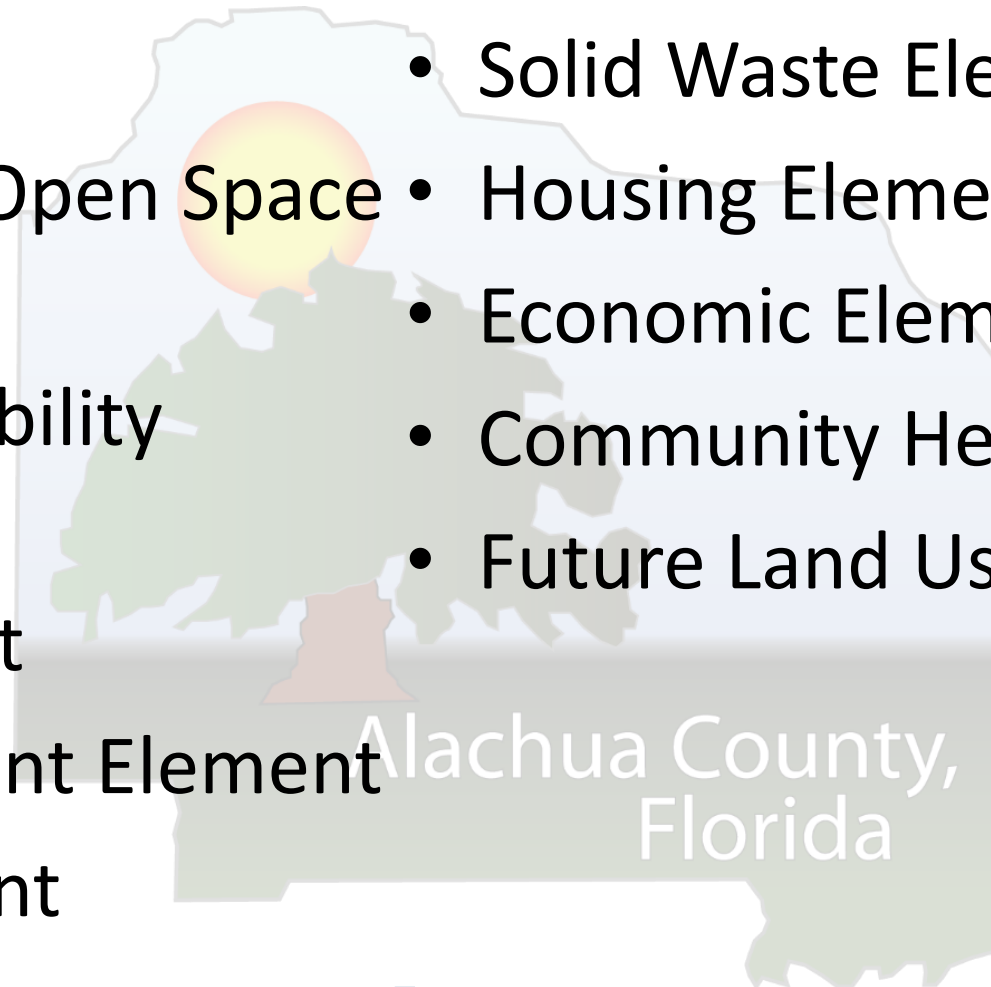 Open Space
bility
t
nt Element
nt
• Solid Waste Ele
• Housing Eleme
• Economic Elem
• Community He
• Future Land Us
Alachua County,
Florida